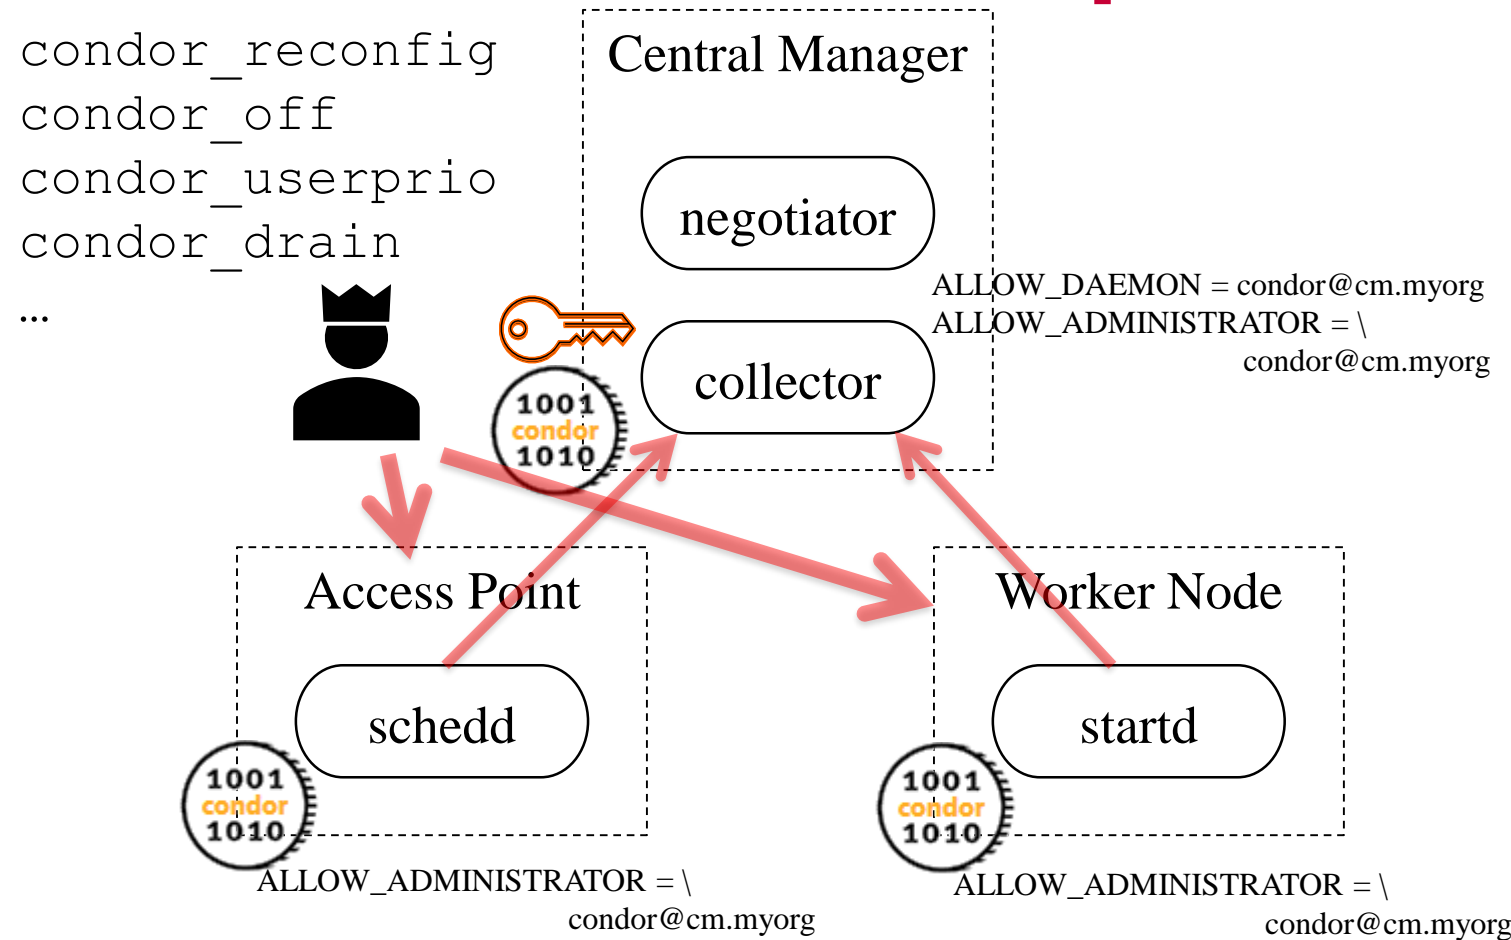 condor_reconfig
condor_off
condor_userprio
condor_drain
...
Central Manager
negotiator
ALLOW_DAEMON = condor@cm.myorg
ALLOW_ADMINISTRATOR = \
condor@cm.myorg
collector
1001
condor
1010
Access Point
schedd
1001
condor
1010
ALLOW_ADMINISTRATOR = \
condor@cm.myorg
Worker Node
startd
1001
condor
1010
ALLOW_ADMINISTRATOR = \
condor@cm.myorg